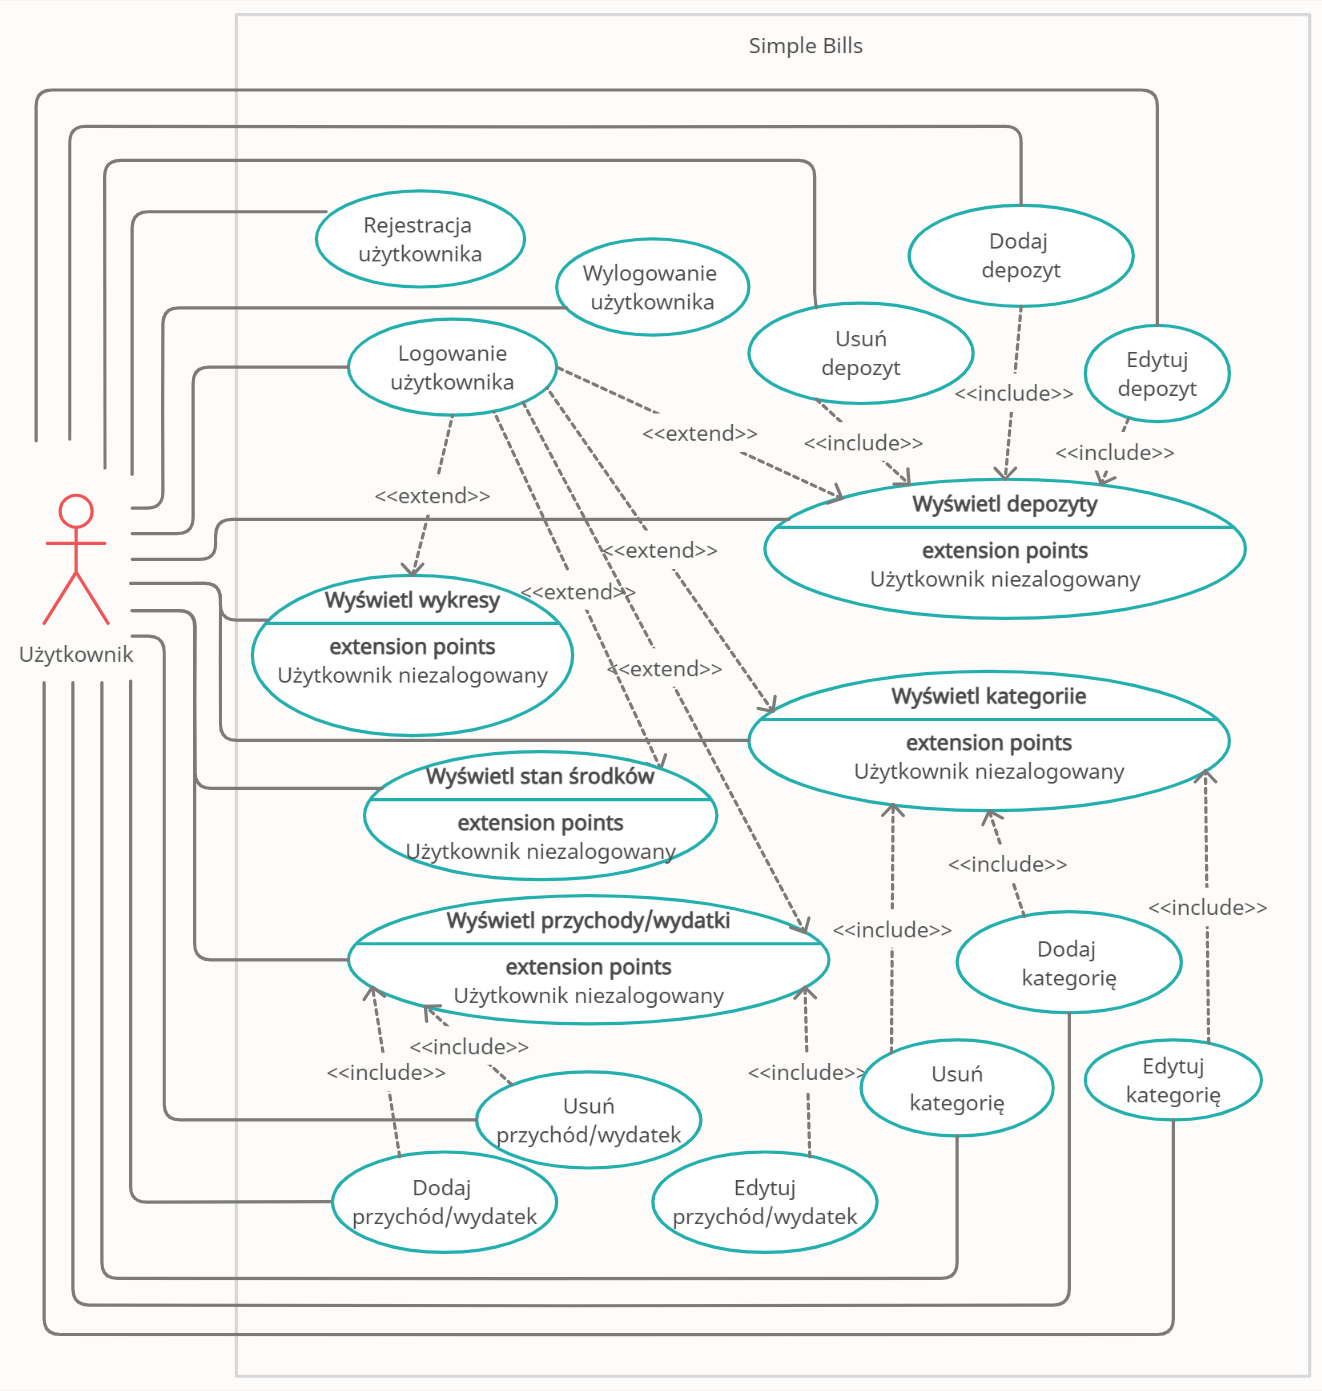 Simple Bills
Rejestracja
użytkownika
Wylogowanie
użytkownika
Dodaj
depozyt
Logowanie
użytkownika
Usuń
depozyt
Edytuj
depozyt
<<include>>
<<extend>>
<<include>>
<<include>>
<<extend>>
Wyświetl depozyty
extension points
Użytkownik niezalogowany
<<extend>>
<<extend>>
Wyświetl wykresy
extension points
Użytkownik niezalogowany
Użytkownik
<<extend>>
Wyświetl kategoriie
extension points
Użytkownik niezalogowany
Wyświetl stan środków
extension points
Użytkownik niezalogowany
<<include>>
<<include>>
<<include>>
Wyświetl przychody/wydatki
extension points
Użytkownik niezalogowany
Dodaj
kategorię
<<include>>
<<include>>
<<include>>
Usuń
kategorię
Edytuj
kategorię
Usuń
przychód/wydatek
Dodaj
przychód/wydatek
Edytuj
przychód/wydatek